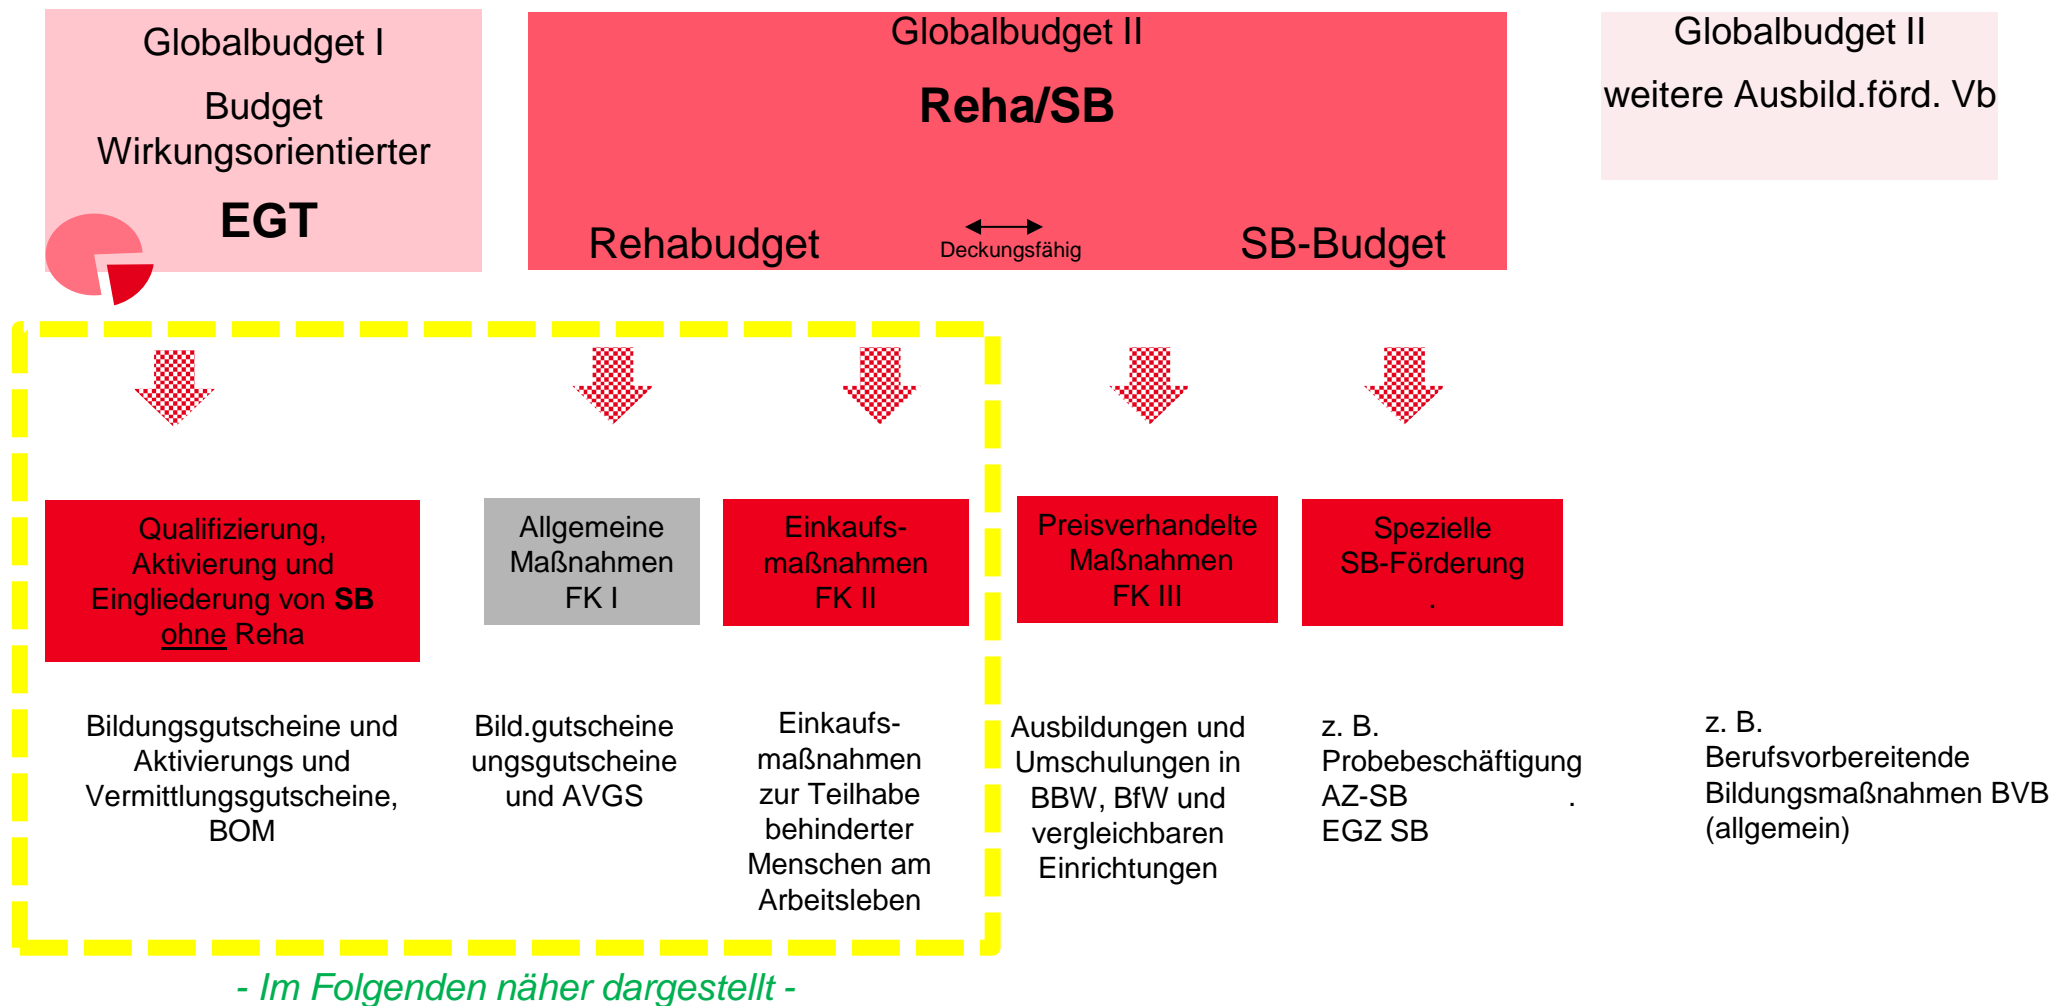 Globalbudget I
Budget
Wirkungsorientierter
EGT
Globalbudget II
Reha/SB
Rehabudget
Deckungsfähig
SB-Budget
Globalbudget II
weitere Ausbild.förd. Vb
Qualifizierung,
Aktivierung und
Eingliederung von SB
ohne Reha
Allgemeine
Maßnahmen
FK I
Einkaufs-
maßnahmen
FK II
Preisverhandelte
Maßnahmen
FK III
Spezielle
SB-Förderung
.
Bildungsgutscheine und
Aktivierungs und
Vermittlungsgutscheine,
BOM
Bild.gutscheine
ungsgutscheine
und AVGS
Einkaufs-
maßnahmen
zur Teilhabe
behinderter
Menschen am
Arbeitsleben
Ausbildungen und
Umschulungen in
BBW, BfW und
vergleichbaren
Einrichtungen
z. B.
Probebeschäftigung
AZ-SB .
EGZ SB
z. B.
Berufsvorbereitende
Bildungsmaßnahmen BVB
(allgemein)
- Im Folgenden näher dargestellt -